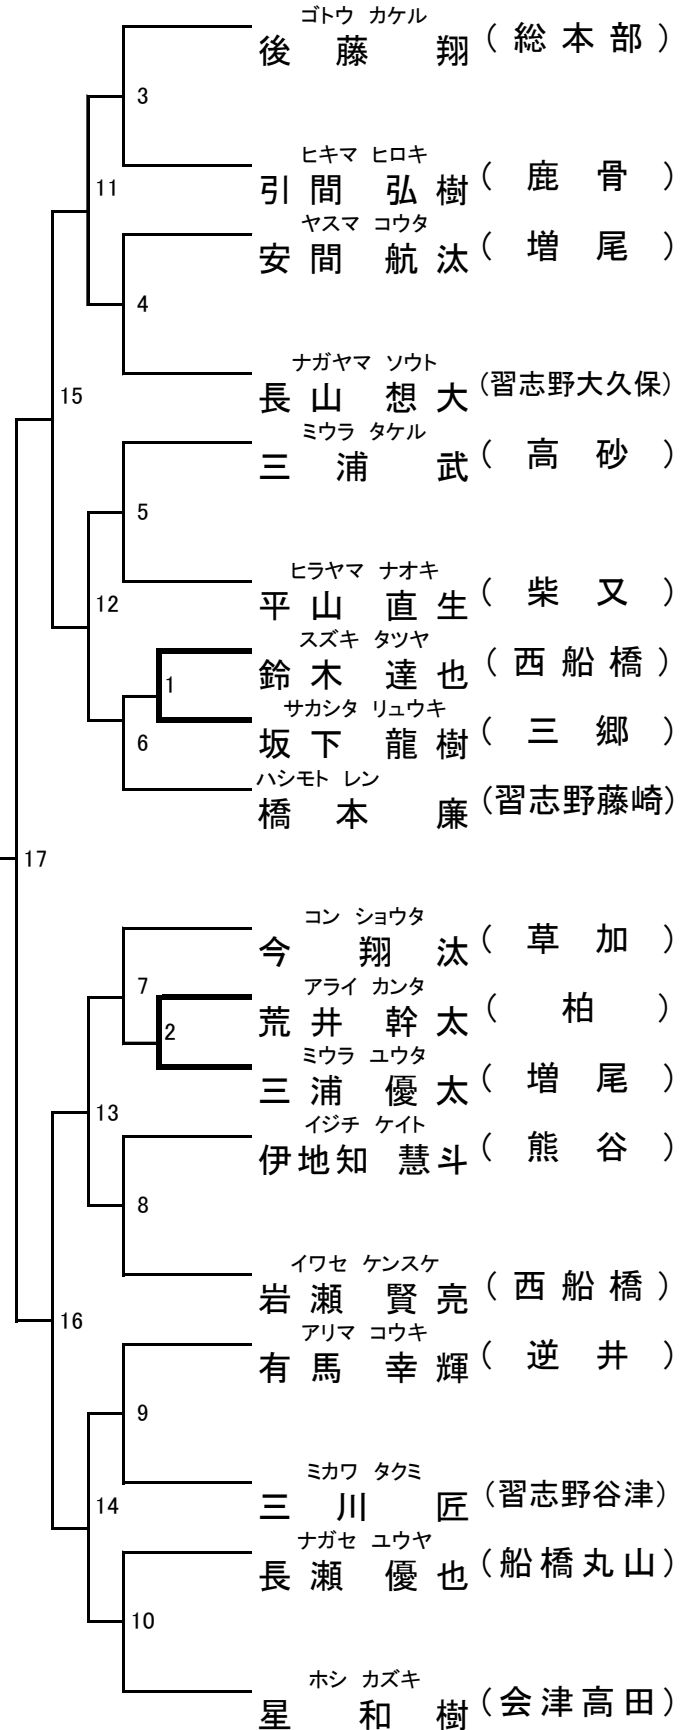 ゴトウ カケル
後藤 翔 (総本部)
3
ヒキマ ヒロキ
引間 弘樹 (鹿骨)
11
ヤスマ コウタ
安間 航汰 (増尾)
4
ナガヤマ ソウト
長山 想大 (習志野大久保)
15
ミウラ タケル
三浦 武 (高砂)
5
ヒラヤマ ナオキ
平山 直生 (柴又)
12
スズキ タツヤ
鈴木 達也 (西船橋)
1
サカシタ リュウキ
坂下 龍樹 (三郷)
6
ハシモト レン
橋本 廉 (習志野藤崎)
17
コン ショウタ
今 翔汰 (草加)
7
アライ カンタ
荒井 幹太 (柏)
2
ミウラ ユウタ
三浦 優太 (増尾)
13
イジチ ケイト
伊地知 慧斗 (熊谷)
8
イワセ ケンスケ
岩瀬 賢亮 (西船橋)
16
アリマ コウキ
有馬 幸輝 (逆井)
9
ミカワ タクミ
三川 匠 (習志野谷津)
14
ナガセ ユウヤ
長瀬 優也 (船橋丸山)
10
ホシ カズキ
星 和樹 (会津高田)